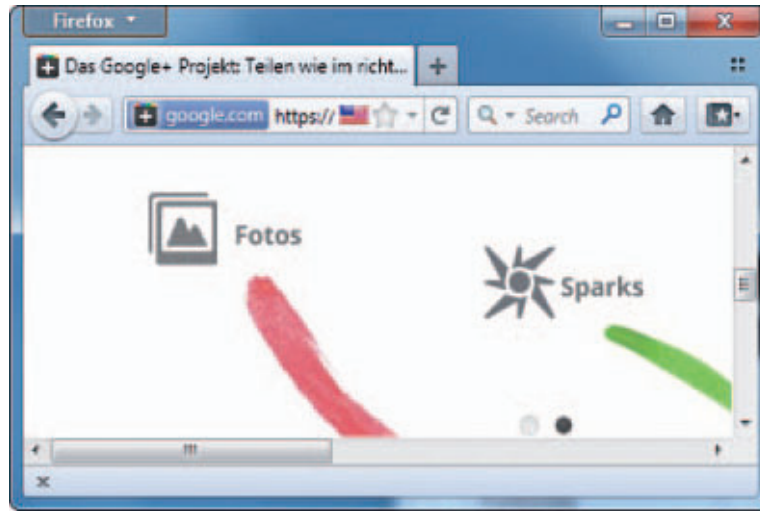 Firefox
Das Google+ Projekt: Teilen wie im richt...
google.com https:// Search
Fotos
Sparks